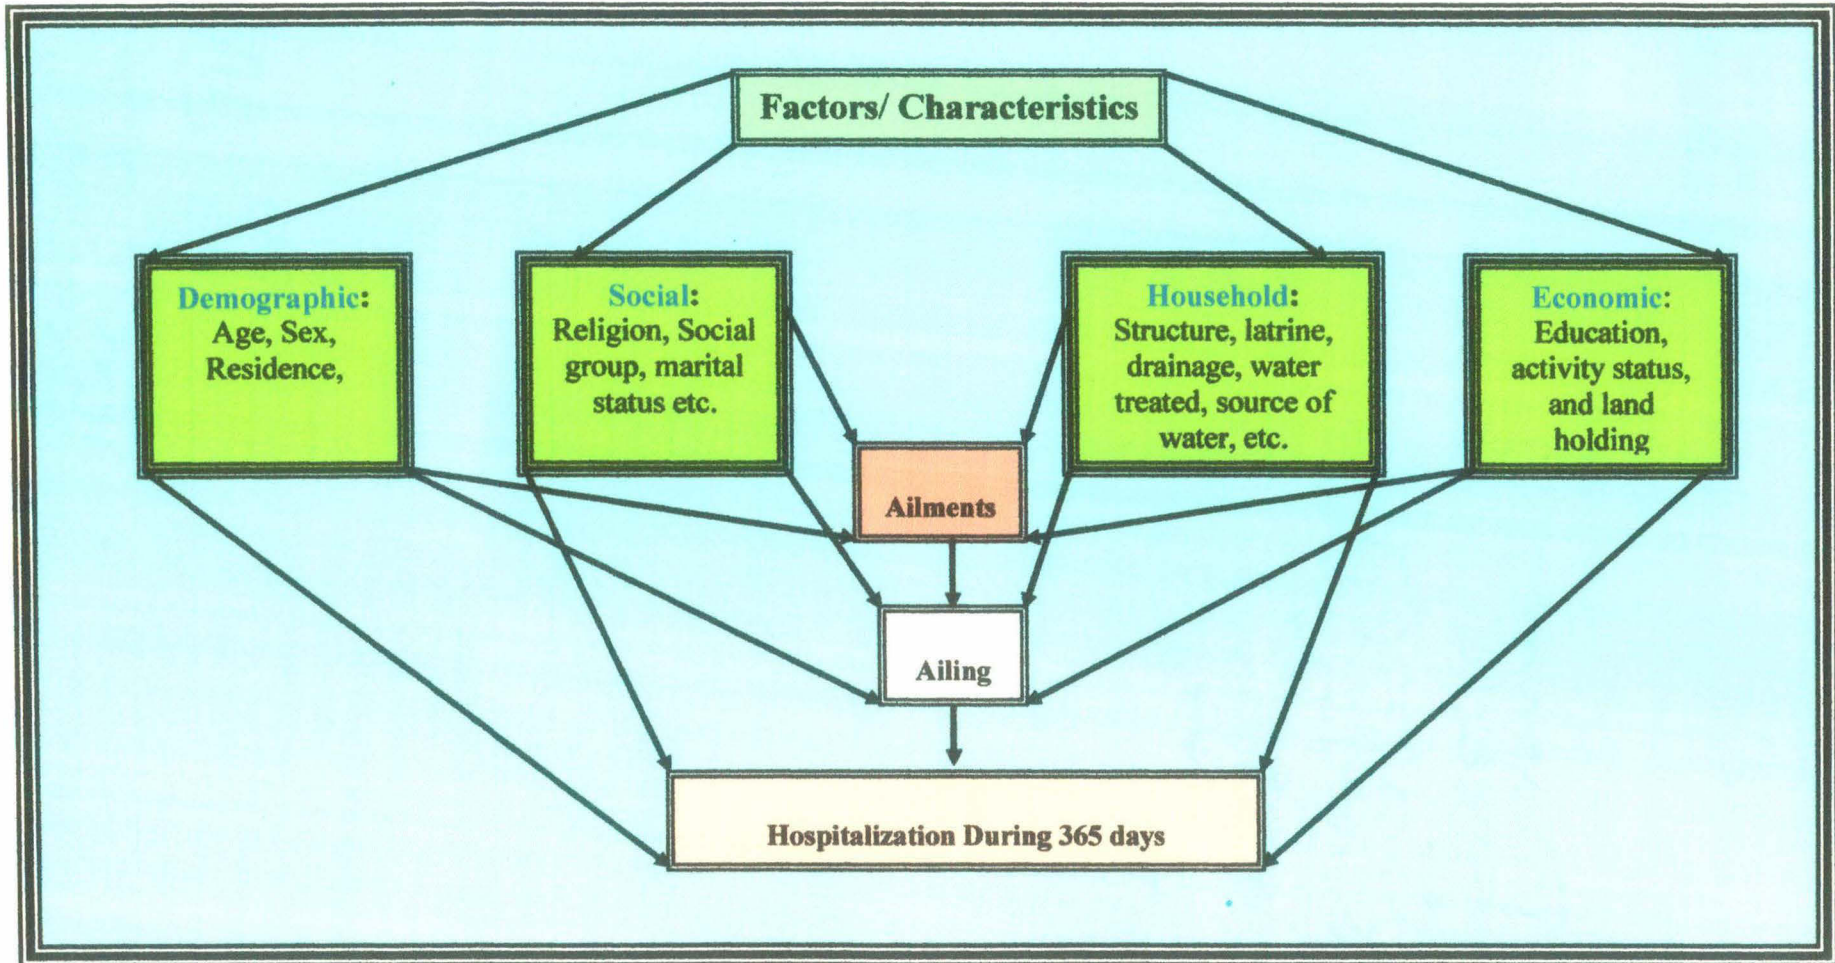 Factors/ Characteristics
Demographic:
Age, Sex,
Residence,
Social:
Religion, Social
group, marital
status etc.
Household:
Structure, latrine,
drainage, water
treated, source of
water, etc.
Economic:
Education,
activity status,
and land
holding
Ailments
Ailing
Hospitalization During 365 days